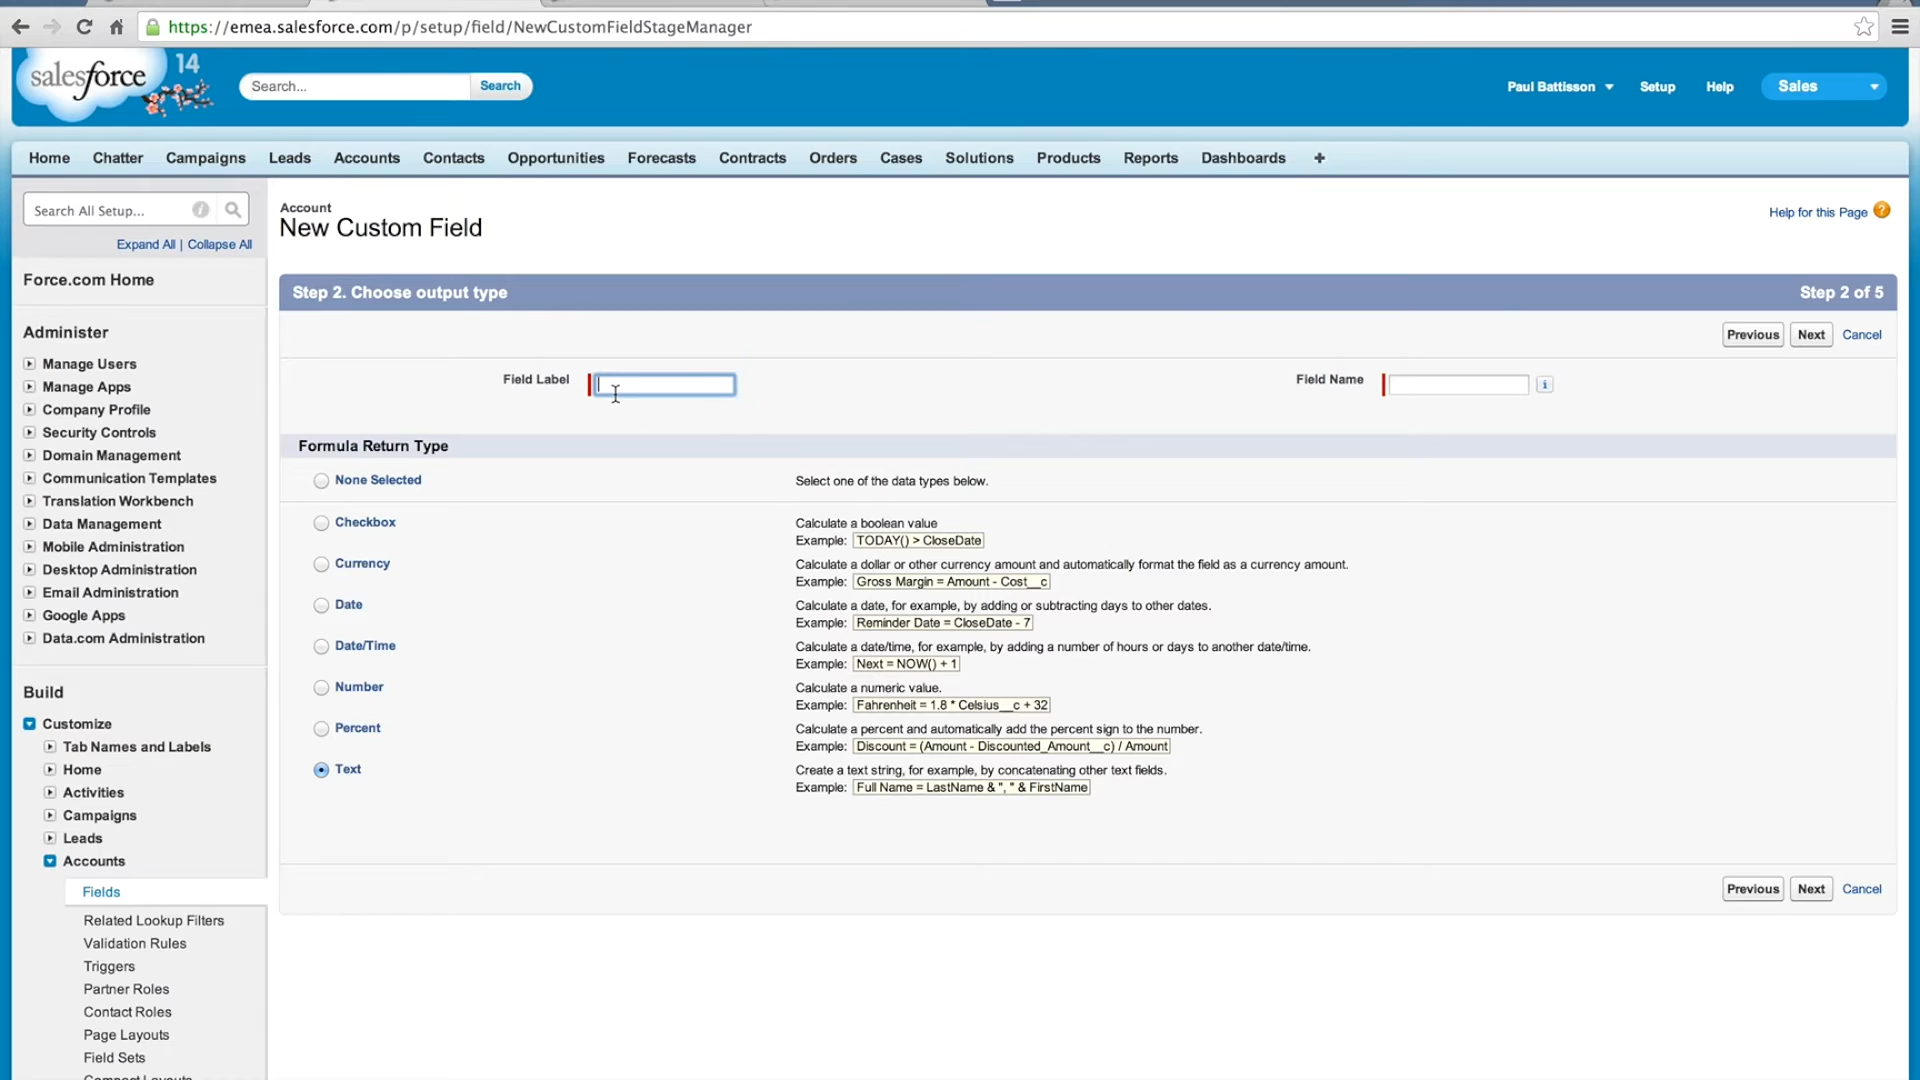 https://emea.salesforce.com/p/setup/field/NewCustomFieldStageManager
salesforce
14
Search...
Search
Paul Battisson
Setup
Help
Sales
Home
Chatter
Campaigns
Leads
Accounts
Contacts
Opportunities
Forecasts
Contracts
Orders
Cases
Solutions
Products
Reports
Dashboards
+
Search All Setup...
Expand All | Collapse All
Force.com Home
Administer
Manage Users
Manage Apps
Company Profile
Security Controls
Domain Management
Communication Templates
Translation Workbench
Data Management
Mobile Administration
Desktop Administration
Email Administration
Google Apps
Data.com Administration
Build
Customize
Tab Names and Labels
Home
Activities
Campaigns
Leads
Accounts
Fields
Related Lookup Filters
Validation Rules
Triggers
Partner Roles
Contact Roles
Page Layouts
Field Sets
Compact Layouts
Account
New Custom Field
Help for this Page ?
Step 2. Choose output type
Step 2 of 5
Previous
Next
Cancel
Field Label
Field Name
i
Formula Return Type
None Selected
Select one of the data types below.
Checkbox
Calculate a boolean value
Example: TODAY() > CloseDate
Currency
Calculate a dollar or other currency amount and automatically format the field as a currency amount.
Example: Gross Margin = Amount - Cost__c
Date
Calculate a date, for example, by adding or subtracting days to other dates.
Example: Reminder Date = CloseDate - 7
Date/Time
Calculate a date/time, for example, by adding a number of hours or days to another date/time.
Example: Next = NOW() + 1
Number
Calculate a numeric value.
Example: Fahrenheit = 1.8 * Celsius__c + 32
Percent
Calculate a percent and automatically add the percent sign to the number.
Example: Discount = (Amount - Discounted_Amount__c) / Amount
Text
Create a text string, for example, by concatenating other text fields.
Example: Full Name = LastName & ", " & FirstName
Previous
Next
Cancel